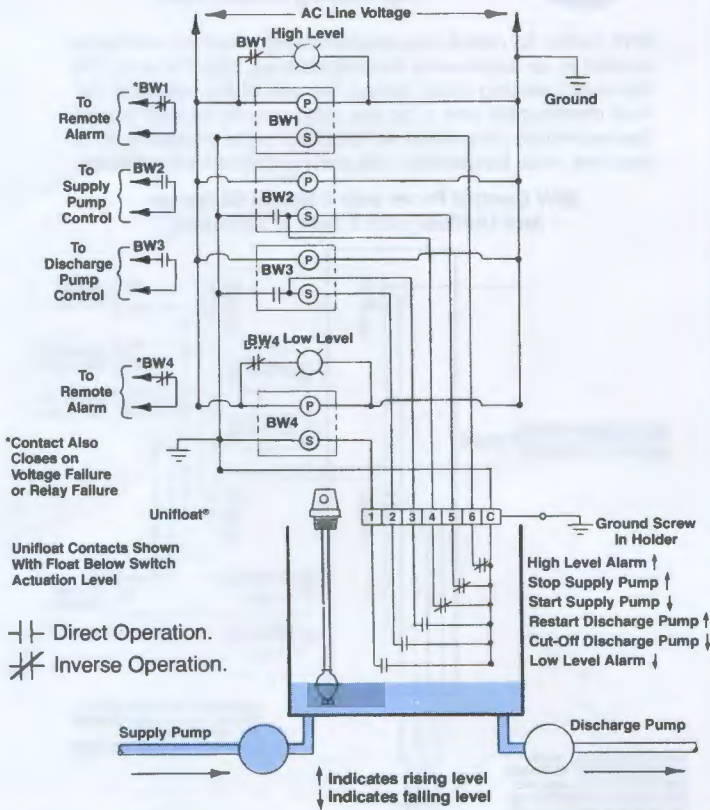 AC Line Voltage
High Level
BW1
Ground
*BW1
To
Remote
Alarm
P
BW1
S
To
Supply
Pump
Control
BW2
P
BW2
S
To
Discharge
Pump
Control
BW3
P
BW3
S
BW4 Low Level
To
Remote
Alarm
*BW4
P
BW4
S
*Contact Also
Closes on
Voltage Failure
or Relay Failure
Unifloat®
1 2 3 4 5 6 C
Ground Screw
In Holder
Unifloat Contacts Shown
With Float Below Switch
Actuation Level
High Level Alarm ↑
Stop Supply Pump ↑
Start Supply Pump ↓
Restart Discharge Pump ↑
Cut-Off Discharge Pump ↓
Low Level Alarm ↓
Direct Operation.
Inverse Operation.
Supply Pump
Discharge Pump
↑ Indicates rising level
↓ Indicates falling level